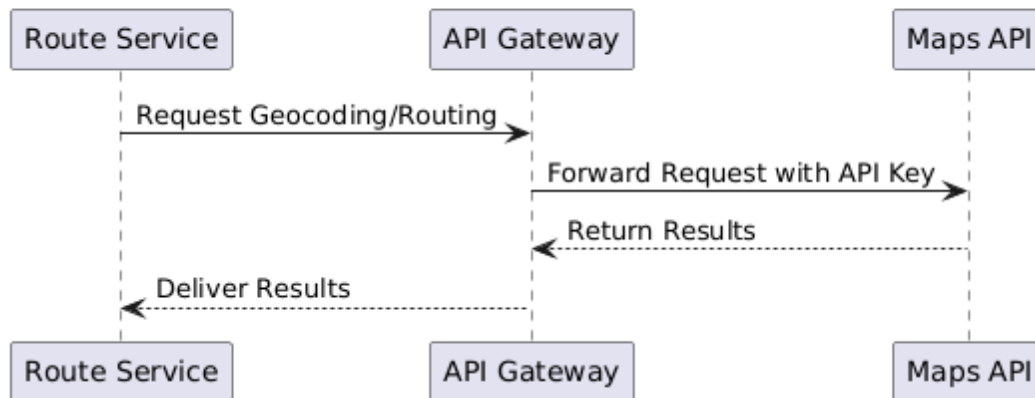 Route Service API Gateway Maps API
Request Geocoding/Routing
Forward Request with API Key
Return Results
Deliver Results
Route Service API Gateway Maps API